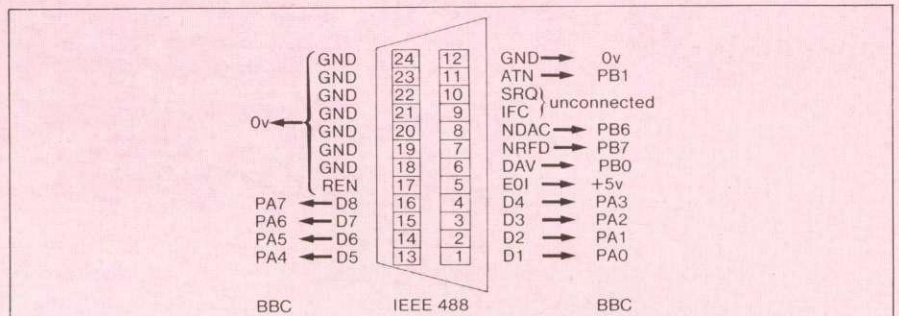 GND 24 12 GND → 0v
GND 23 11 ATN → PB1
GND 22 10 SRQ
GND 21 9 IFC
unconnected
0v ← GND 20 8 NDAC → PB6
GND 19 7 NRFD → PB7
GND 18 6 DAV → PB0
REN 17 5 E0I → +5v
PA7 ← D8 16 4 D4 → PA3
PA6 ← D7 15 3 D3 → PA2
PA5 ← D6 14 2 D2 → PA1
PA4 ← D5 13 1 D1 → PA0
BBC IEEE 488 BBC